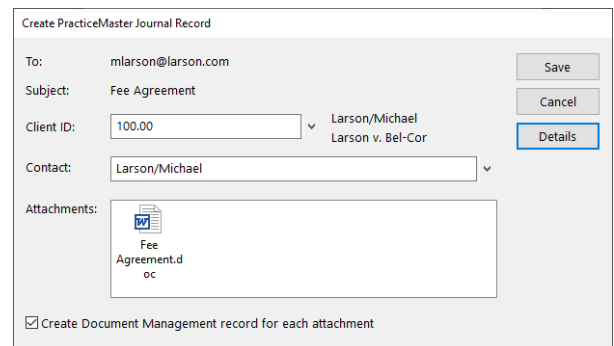 Create PracticeMaster Journal Record
To: mlarson@larson.com
Save
Subject: Fee Agreement
Cancel
Client ID: 100.00 Larson/Michael
Larson v. Bel-Cor
Details
Contact: Larson/Michael
Attachments:
W
Fee
Agreement.d
oc
Create Document Management record for each attachment